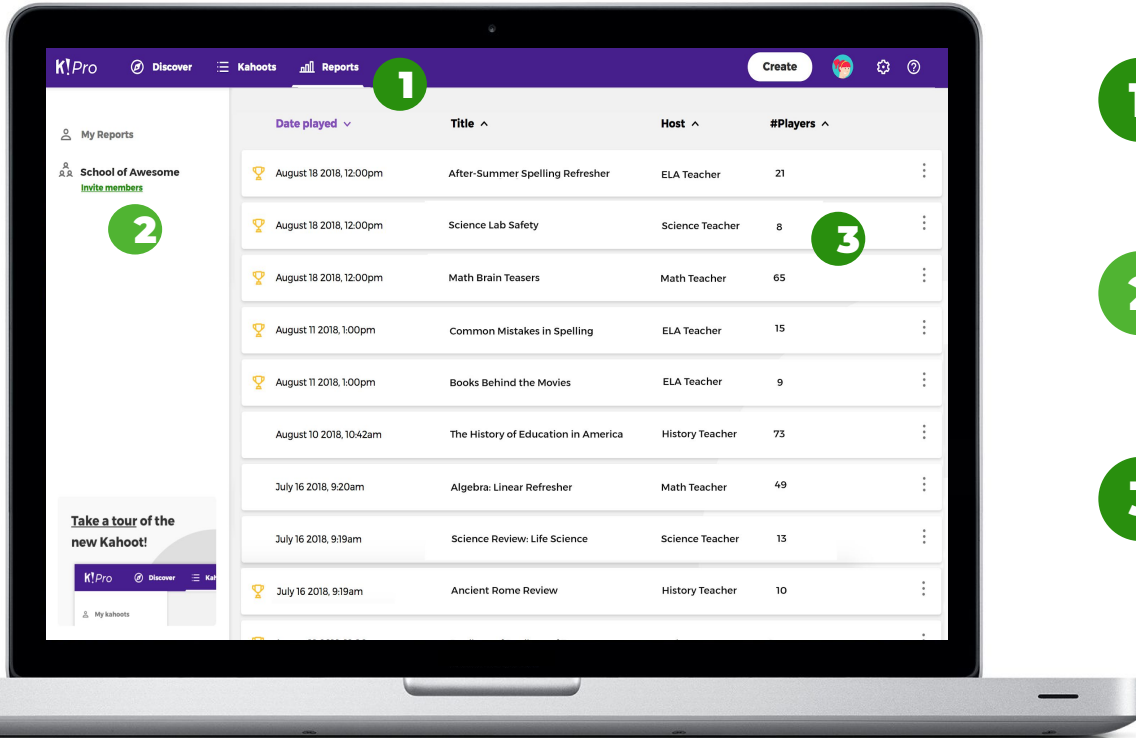 K!Pro Discover Kahoots Reports Create
1
1
My Reports
School of Awesome
Invite members
2
2
Date played Title Host #Players
August 18 2018, 12:00pm After-Summer Spelling Refresher ELA Teacher 21
August 18 2018, 12:00pm Science Lab Safety Science Teacher 8
3
August 18 2018, 12:00pm Math Brain Teasers Math Teacher 65
August 11 2018, 1:00pm Common Mistakes in Spelling ELA Teacher 15
August 11 2018, 1:00pm Books Behind the Movies ELA Teacher 9
August 10 2018, 10:42am The History of Education in America History Teacher 73
July 16 2018, 9:20am Algebra: Linear Refresher Math Teacher 49
3
July 16 2018, 9:19am Science Review: Life Science Science Teacher 13
July 16 2018, 9:19am Ancient Rome Review History Teacher 10
Take a tour of the
new Kahoot!
K!Pro Discover
My kahoots